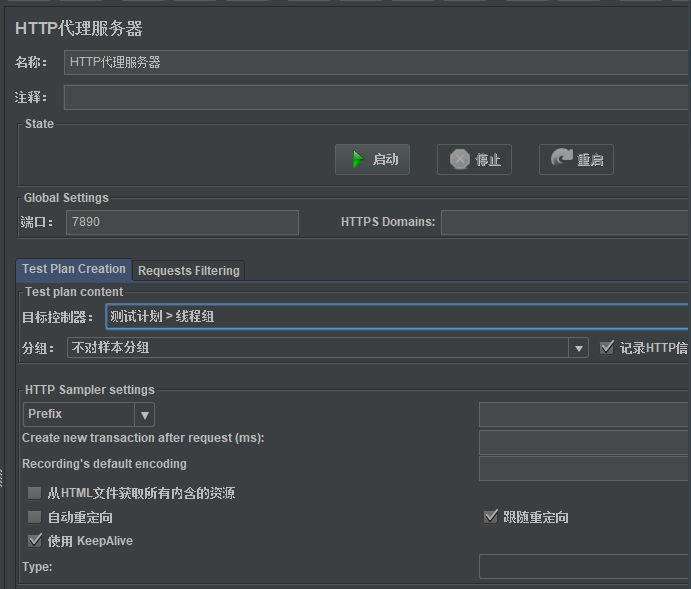 HTTP代理服务器
名称： HTTP代理服务器
注释：
State
启动 停止 重启
Global Settings
端口： 7890 HTTPS Domains:
Test Plan Creation Requests Filtering
Test plan content
目标控制器： 测试计划 > 线程组
分组： 不对样本分组 记录HTTP信
HTTP Sampler settings
Prefix
Create new transaction after request (ms):
Recording's default encoding
从HTML文件获取所有内含的资源
自动重定向 跟随重定向
使用 KeepAlive
Type: